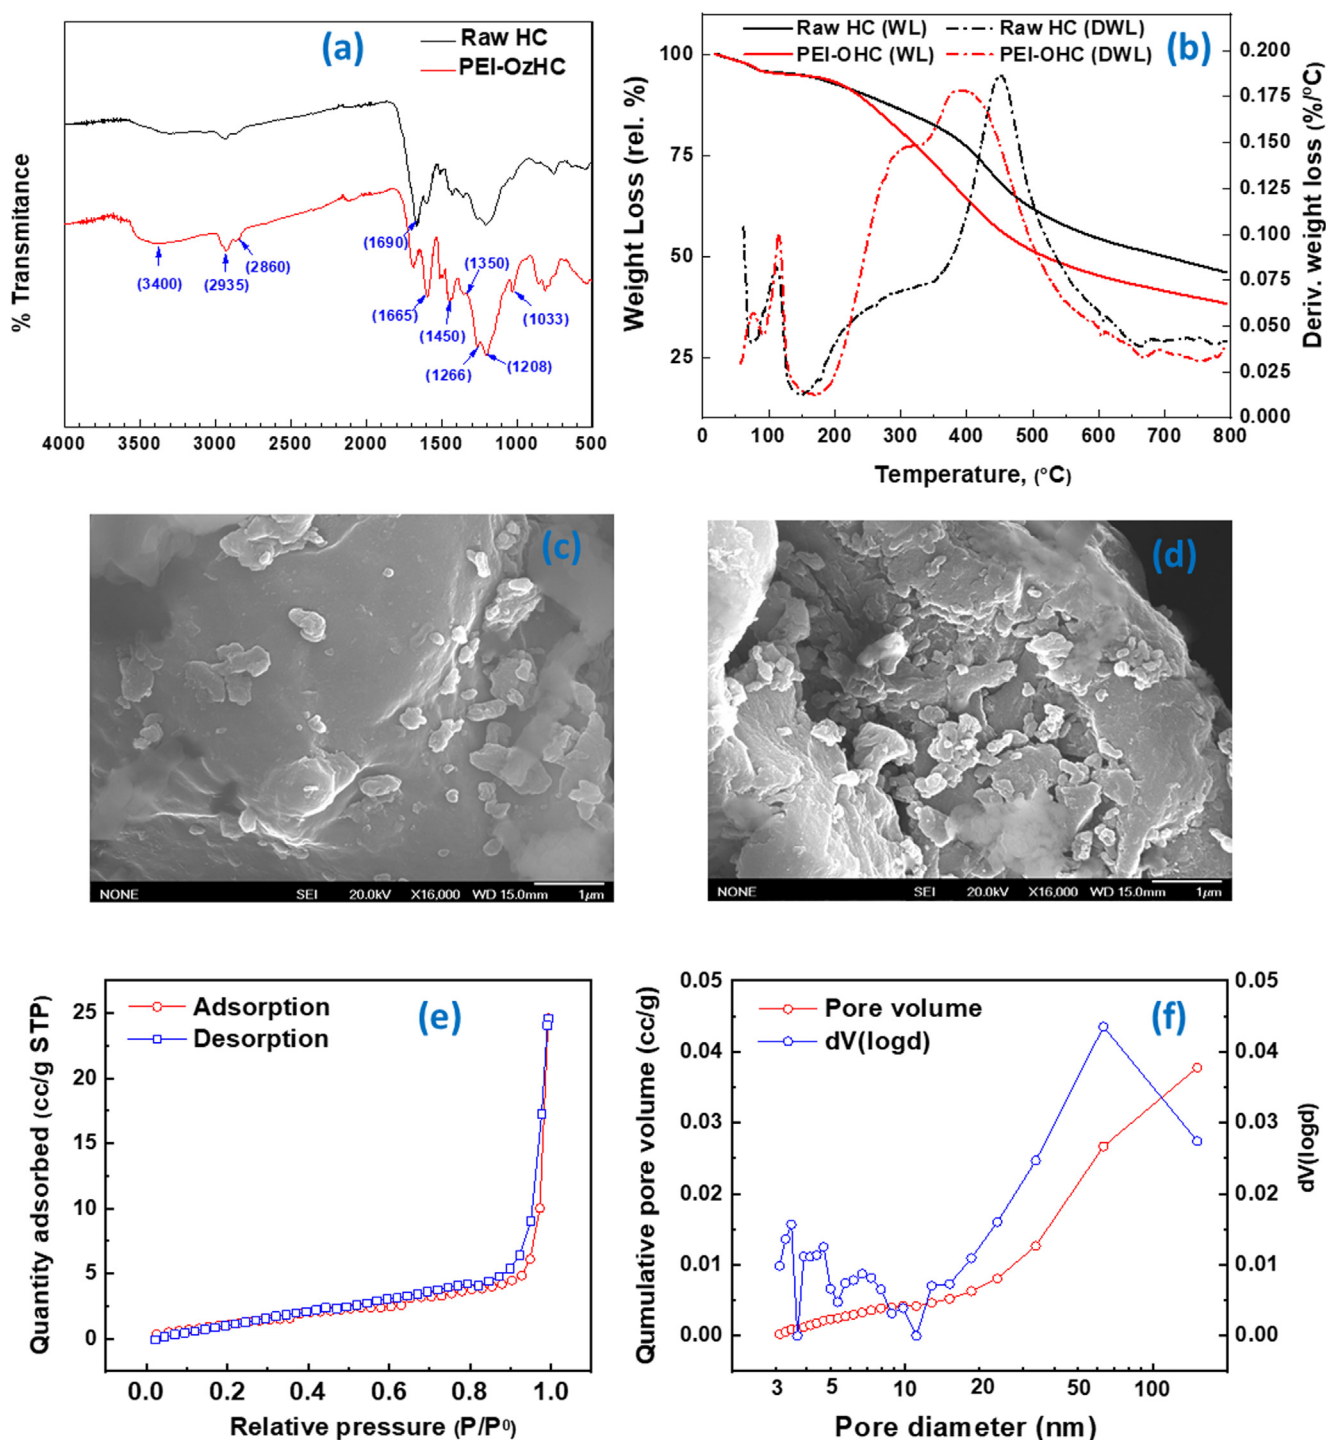 (a)
Raw HC
PEI-OzHC
% Transmitance
(1690)
(1350)
(3400)
(2935)
(2860)
(1665)
(1450)
(1033)
(1266)
(1208)
4000 3500 3000 2500 2000 1500 1000 500
Raw HC (WL)
Raw HC (DWL)
PEI-OHC (WL)
PEI-OHC (DWL)
(b)
Weight Loss (rel. %)
100
75
50
25
Deriv. weight loss (%/°C)
0.200
0.175
0.150
0.125
0.100
0.075
0.050
0.025
0.000
0 100 200 300 400 500 600 700 800
Temperature, (°C)
(c)
NONE SEI 20.0kV X16,000 WD 15.0mm 1µm
(d)
NONE SEI 20.0kV X16,000 WD 15.0mm 1µm
Adsorption
Desorption
(e)
Quantity adsorbed (cc/g STP)
25
20
15
10
5
0
0.0 0.2 0.4 0.6 0.8 1.0
Relative pressure (P/P⁰)
Pore volume
dV(logd)
(f)
Qumulative pore volume (cc/g)
0.05
0.04
0.03
0.02
0.01
0.00
dV(logd)
0.05
0.04
0.03
0.02
0.01
0.00
3 5 10 20 50 100
Pore diameter (nm)